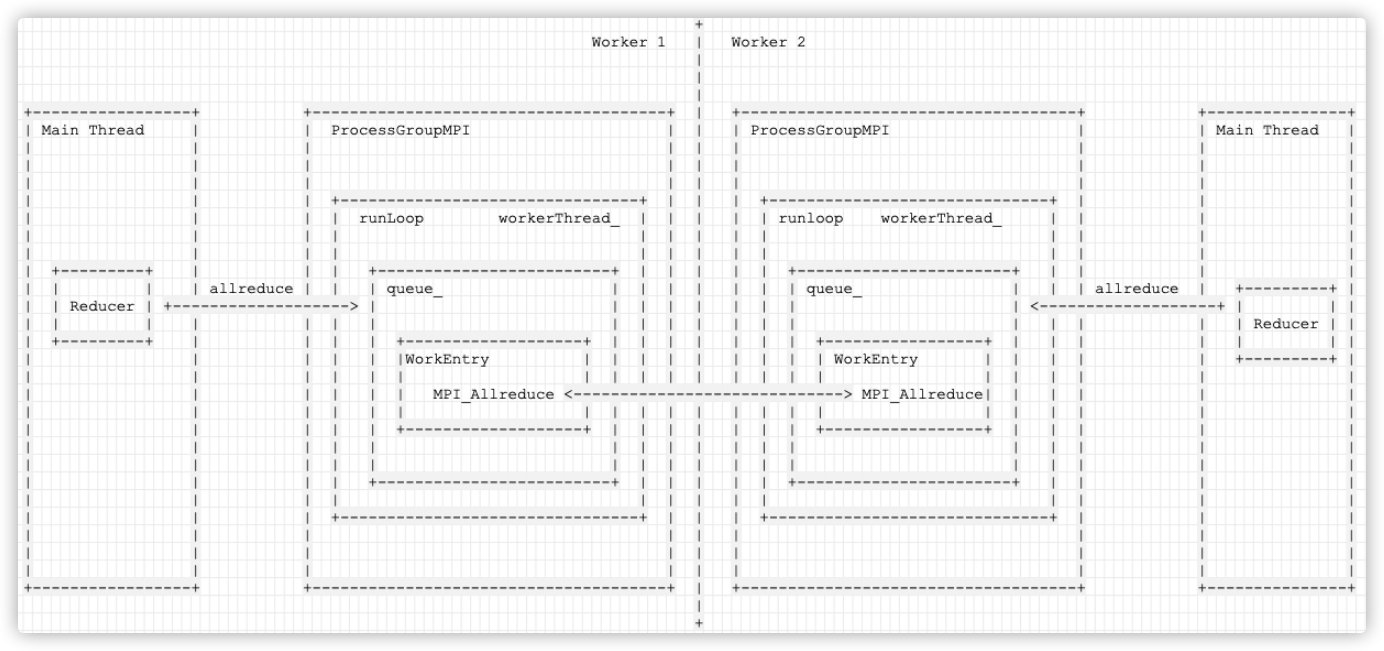 Worker 1 Worker 2
Main Thread ProcessGroupMPI ProcessGroupMPI Main Thread
runLoop workerThread_ runloop workerThread_
allreduce queue_ queue_ allreduce
Reducer
Reducer
WorkEntry WorkEntry
MPI_Allreduce MPI_Allreduce